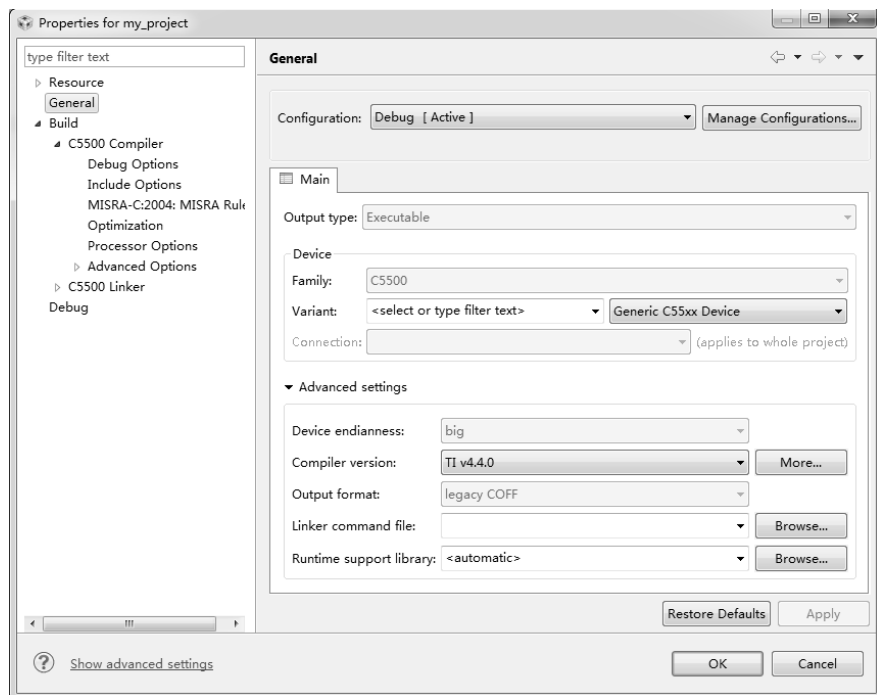 Properties for my_project
type filter text
Resource
General
Build
C5500 Compiler
Debug Options
Include Options
MISRA-C:2004: MISRA Rule
Optimization
Processor Options
Advanced Options
C5500 Linker
Debug
General
Configuration: Debug [ Active ] Manage Configurations...
Main
Output type: Executable
Device
Family: C5500
Variant: <select or type filter text> Generic C55xx Device
Connection: (applies to whole project)
Advanced settings
Device endianness: big
Compiler version: TI v4.4.0 More...
Output format: legacy COFF
Linker command file: Browse...
Runtime support library: <automatic> Browse...
Restore Defaults Apply
? Show advanced settings OK Cancel